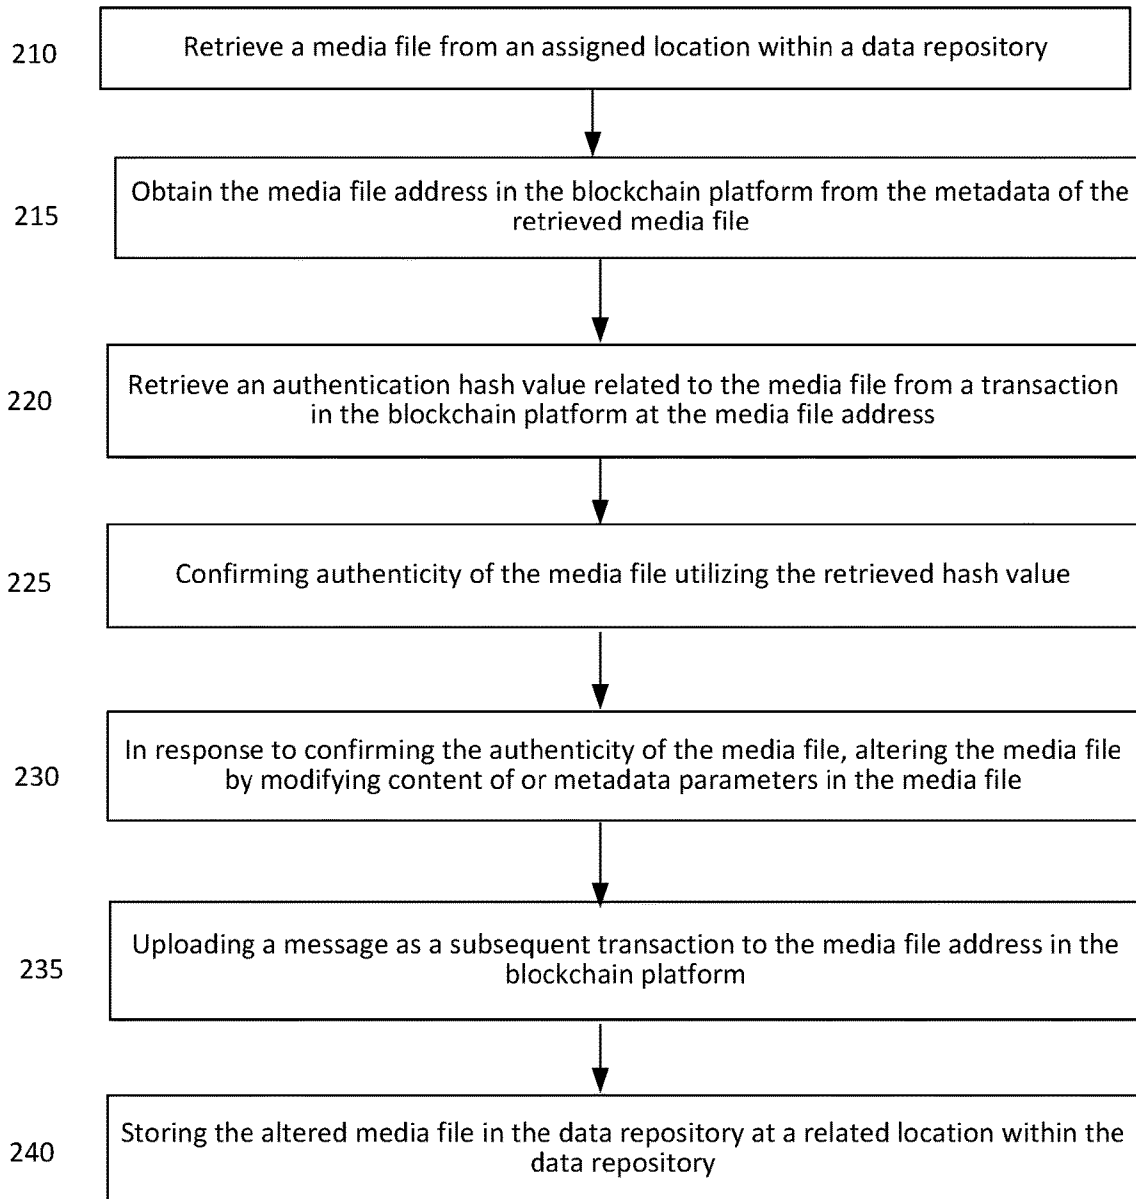 210
Retrieve a media file from an assigned location within a data repository
215
Obtain the media file address in the blockchain platform from the metadata of the
retrieved media file
220
Retrieve an authentication hash value related to the media file from a transaction
in the blockchain platform at the media file address
225
Confirming authenticity of the media file utilizing the retrieved hash value
230
In response to confirming the authenticity of the media file, altering the media file
by modifying content of or metadata parameters in the media file
235
Uploading a message as a subsequent transaction to the media file address in the
blockchain platform
240
Storing the altered media file in the data repository at a related location within the
data repository